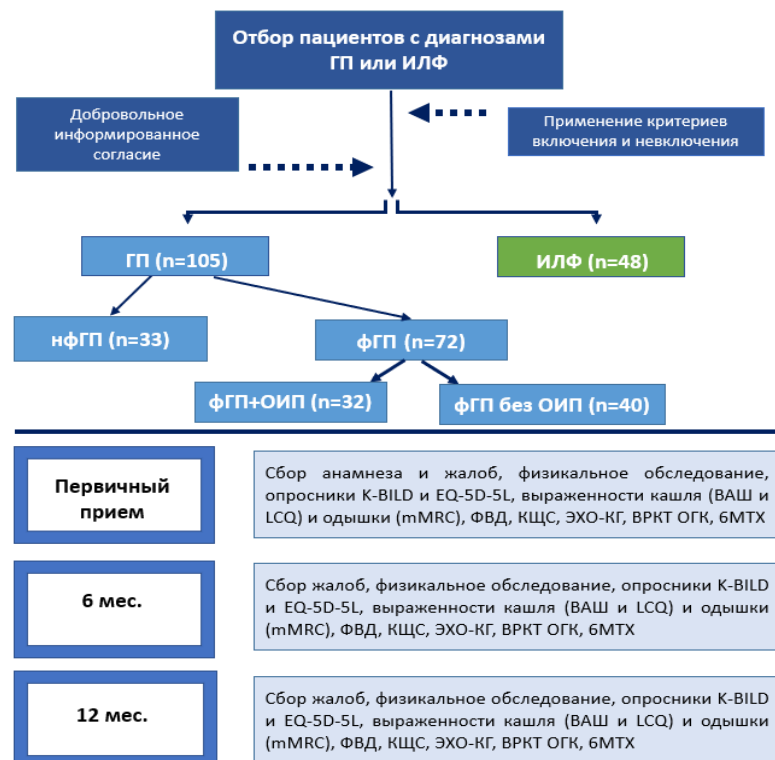 Отбор пациентов с диагнозами
ГП или ИЛФ
Добровольное
информированное
согласие
Применение критериев
включения и невключения
ГП (n=105)
ИЛФ (n=48)
нфГП (n=33)
фГП (n=72)
фГП+ОИП (n=32)
фГП без ОИП (n=40)
Первичный
прием
Сбор анамнеза и жалоб, физикальное обследование,
опросники K-BILD и EQ-5D-5L, выраженности кашля (ВАШ и
LCQ) и одышки (mMRC), ФВД, КЩС, ЭХО-КГ, ВРКТ ОГК, 6МТХ
6 мес.
Сбор жалоб, физикальное обследование, опросники K-BILD
и EQ-5D-5L, выраженности кашля (ВАШ и LCQ) и одышки
(mMRC), ФВД, КЩС, ЭХО-КГ, ВРКТ ОГК, 6МТХ
12 мес.
Сбор жалоб, физикальное обследование, опросники K-BILD
и EQ-5D-5L, выраженности кашля (ВАШ и LCQ) и одышки
(mMRC), ФВД, КЩС, ЭХО-КГ, ВРКТ ОГК, 6МТХ